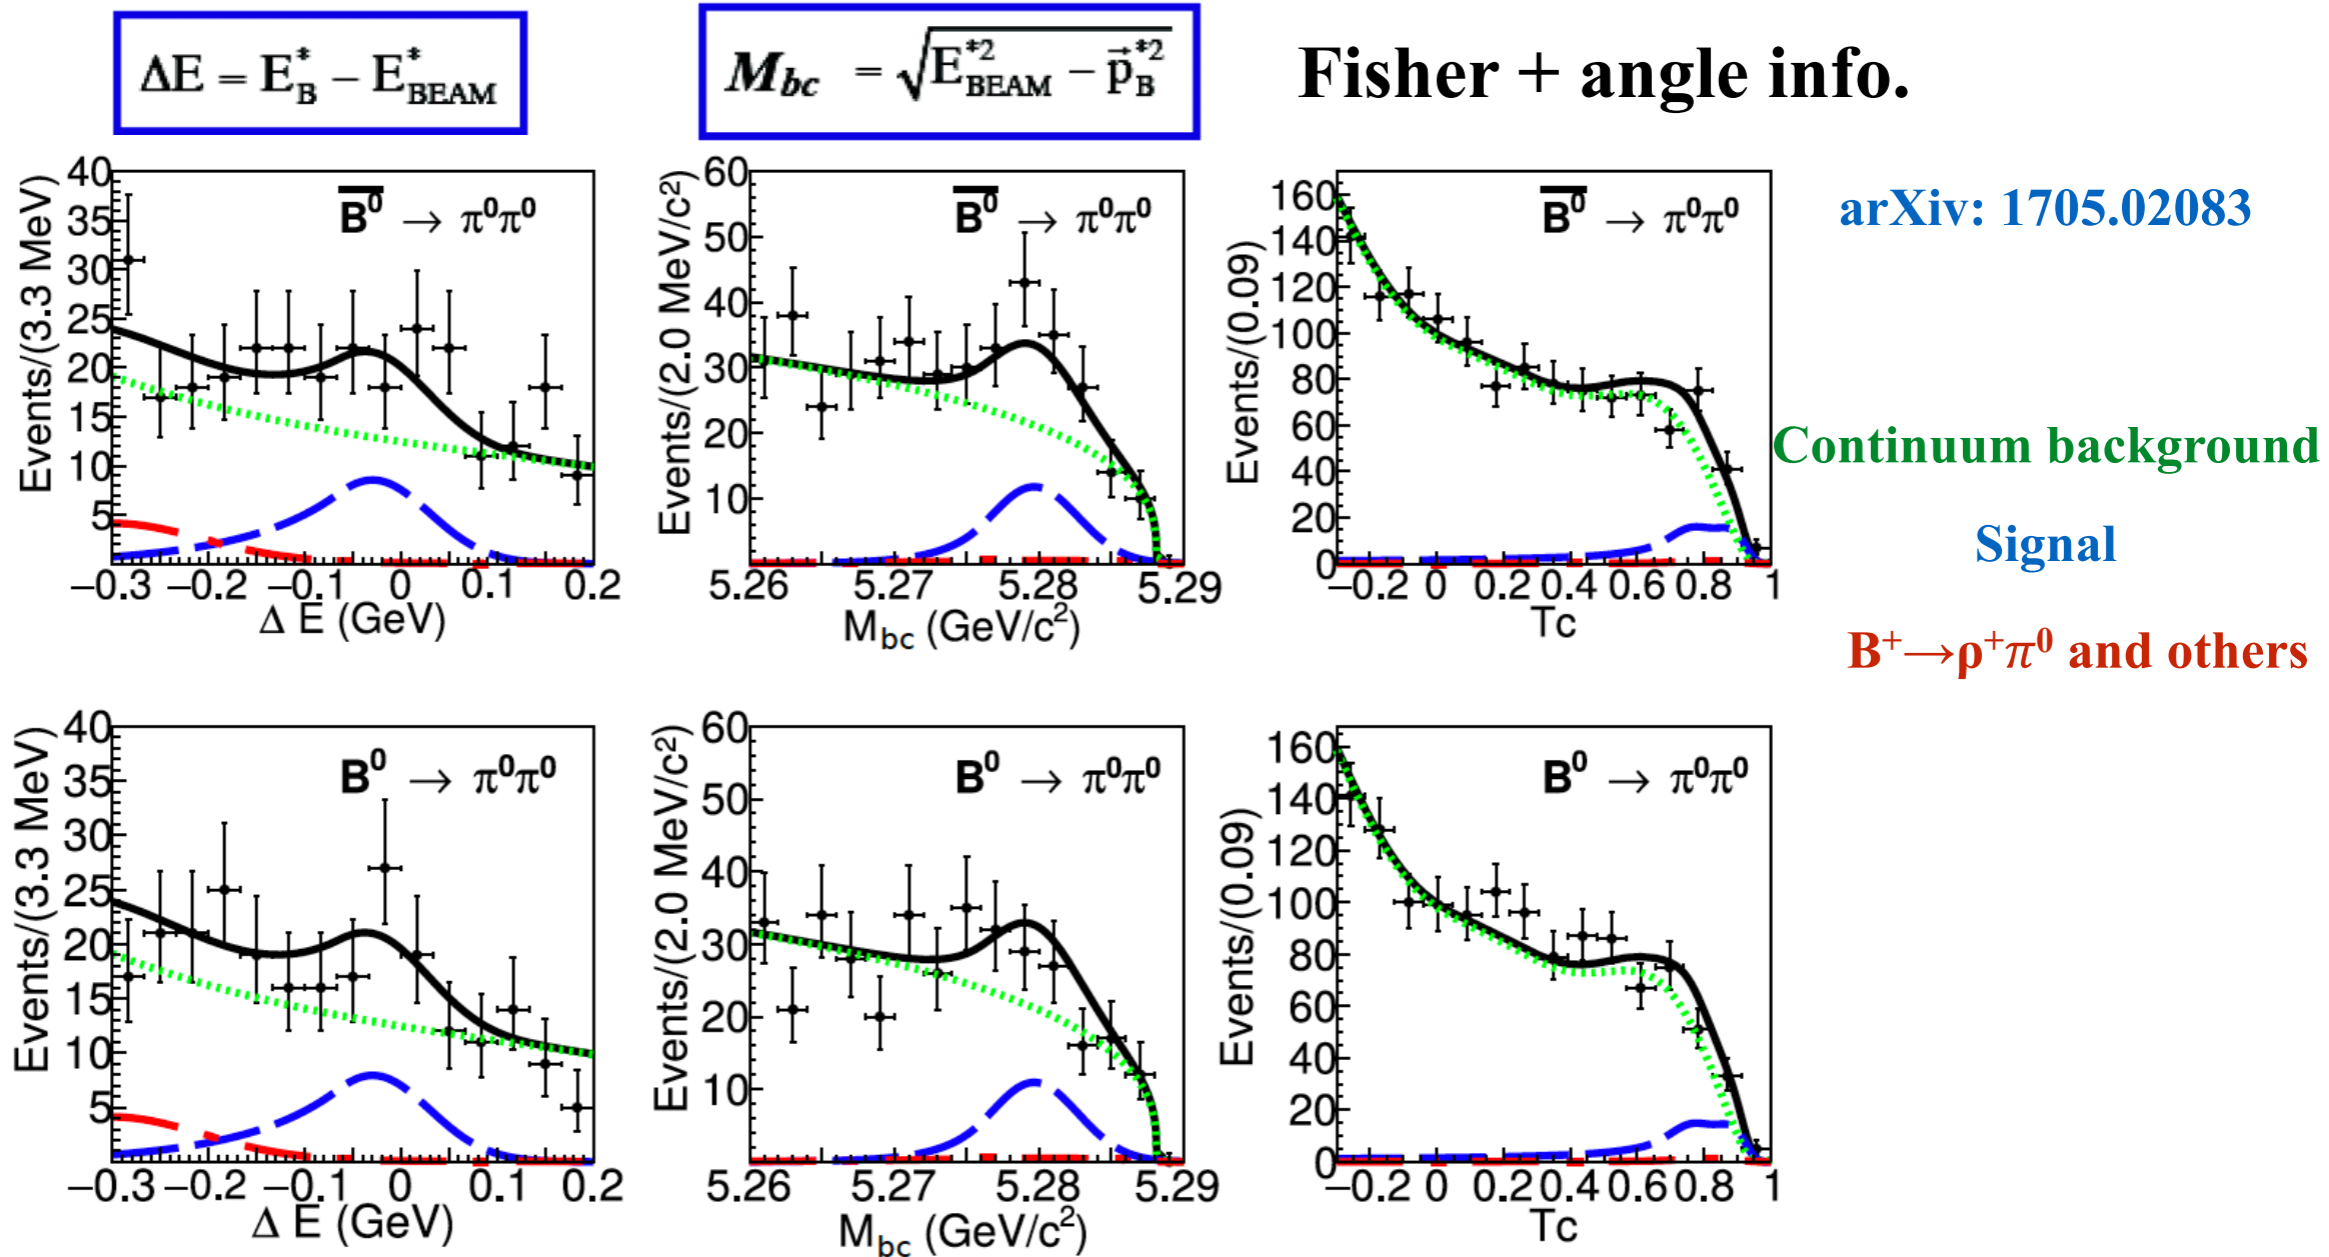 ΔE = E*B − E*BEAM
Mbc = √E*2BEAM − p⃗*2B
Fisher + angle info.
arXiv: 1705.02083
Continuum background
Signal
B⁺→ρ⁺π⁰ and others
B̅⁰ → π⁰π⁰
Events/(3.3 MeV)
40
35
30
25
20
15
10
5
−0.3 −0.2 −0.1 0 0.1 0.2
Δ E (GeV)
B̅⁰ → π⁰π⁰
Events/(2.0 MeV/c²)
60
50
40
30
20
10
5.26 5.27 5.28 5.29
Mbc (GeV/c²)
B̅⁰ → π⁰π⁰
Events/(0.09)
160
140
120
100
80
60
40
20
0
−0.2 0 0.2 0.4 0.6 0.8 1
Tc
B⁰ → π⁰π⁰
Events/(3.3 MeV)
40
35
30
25
20
15
10
5
−0.3 −0.2 −0.1 0 0.1 0.2
Δ E (GeV)
B⁰ → π⁰π⁰
Events/(2.0 MeV/c²)
60
50
40
30
20
10
5.26 5.27 5.28 5.29
Mbc (GeV/c²)
B⁰ → π⁰π⁰
Events/(0.09)
160
140
120
100
80
60
40
20
0
−0.2 0 0.2 0.4 0.6 0.8 1
Tc